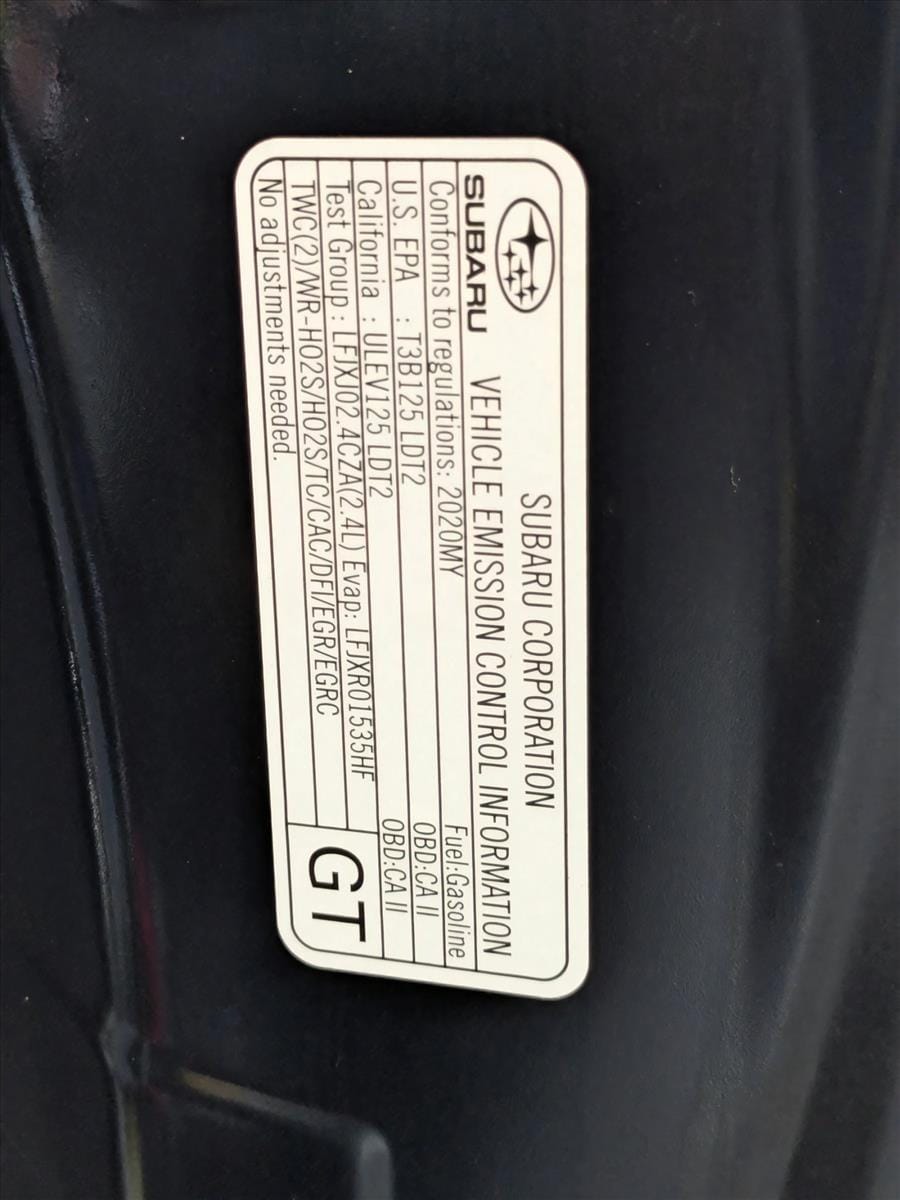 SUBARU CORPORATION
SUBARU VEHICLE EMISSION CONTROL INFORMATION
Conforms to regulations: 2020MY Fuel:Gasoline
U.S. EPA : T3B125 LDT2 OBD:CA II
California : ULEV125 LDT2 OBD:CA II
Test Group : LFJXJ02.4CZA(2.4L) Evap: LFJXR01535HF
TWC(2)/WR-HO2S/HO2S/TC/CAC/DFI/EGR/EGRC
No adjustments needed.
GT